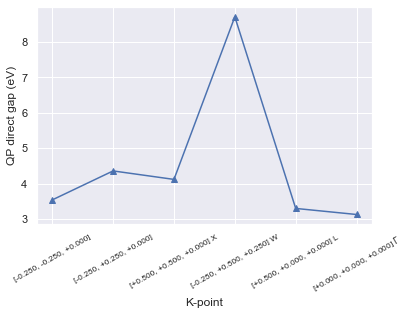 QP direct gap (eV)
8
7
6
5
4
3
[-0.250, -0.250, +0.000]
[-0.250, +0.250, +0.000]
[+0.500, +0.500, +0.000] X
[-0.250, +0.500, +0.250] W
[+0.500, +0.000, +0.000] L
[+0.000, +0.000, +0.000]
K-point